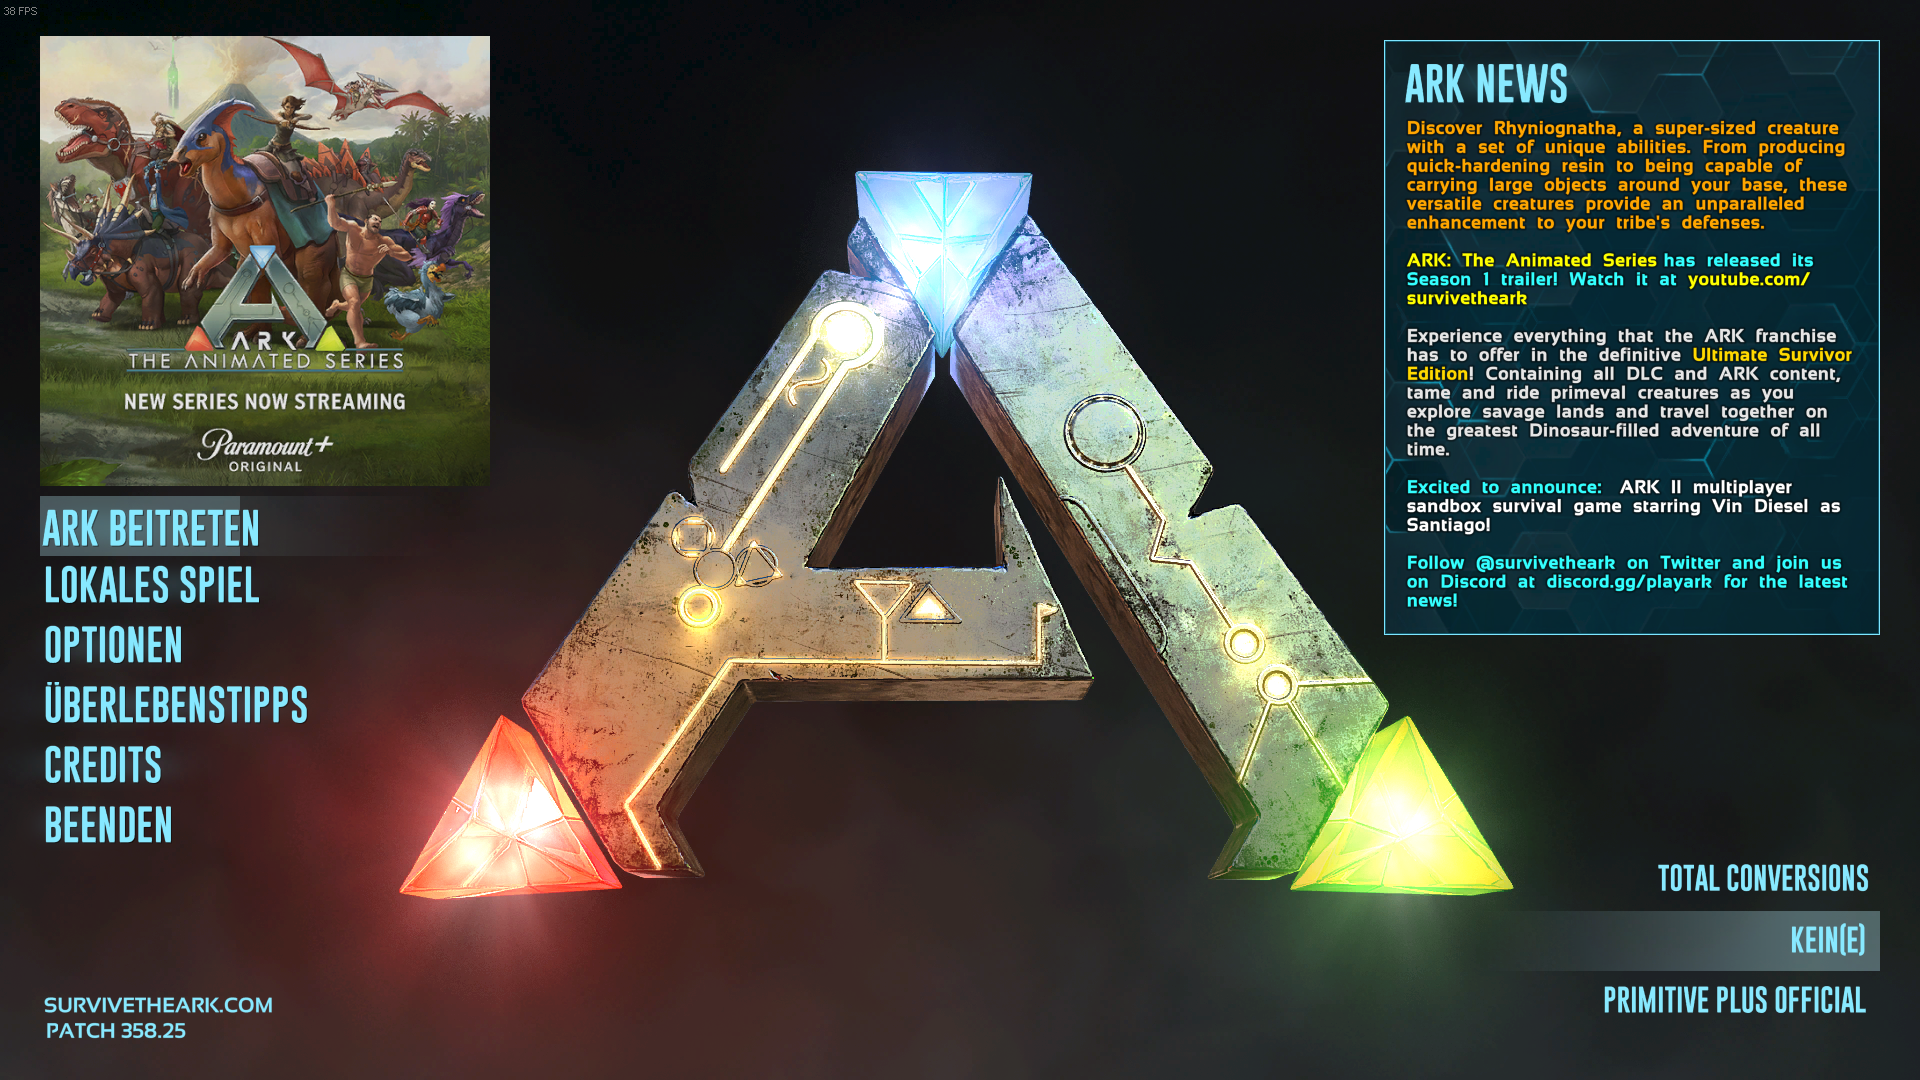 38 FPS
ARK
THE ANIMATED SERIES
NEW SERIES NOW STREAMING
Paramount+
ORIGINAL
ARK BEITRETEN
LOKALES SPIEL
OPTIONEN
ÜBERLEBENSTIPPS
CREDITS
BEENDEN
SURVIVETHEARK.COM
PATCH 358.25
ARK NEWS
Discover Rhyniognatha, a super-sized creature
with a set of unique abilities. From producing
quick-hardening resin to being capable of
carrying large objects around your base, these
versatile creatures provide an unparalleled
enhancement to your tribe's defenses.
ARK: The Animated Series has released its
Season 1 trailer! Watch it at youtube.com/
survivetheark
Experience everything that the ARK franchise
has to offer in the definitive Ultimate Survivor
Edition! Containing all DLC and ARK content,
tame and ride primeval creatures as you
explore savage lands and travel together on
the greatest Dinosaur-filled adventure of all
time.
Excited to announce: ARK II multiplayer
sandbox survival game starring Vin Diesel as
Santiago!
Follow @survivetheark on Twitter and join us
on Discord at discord.gg/playark for the latest
news!
TOTAL CONVERSIONS
KEIN(E)
PRIMITIVE PLUS OFFICIAL